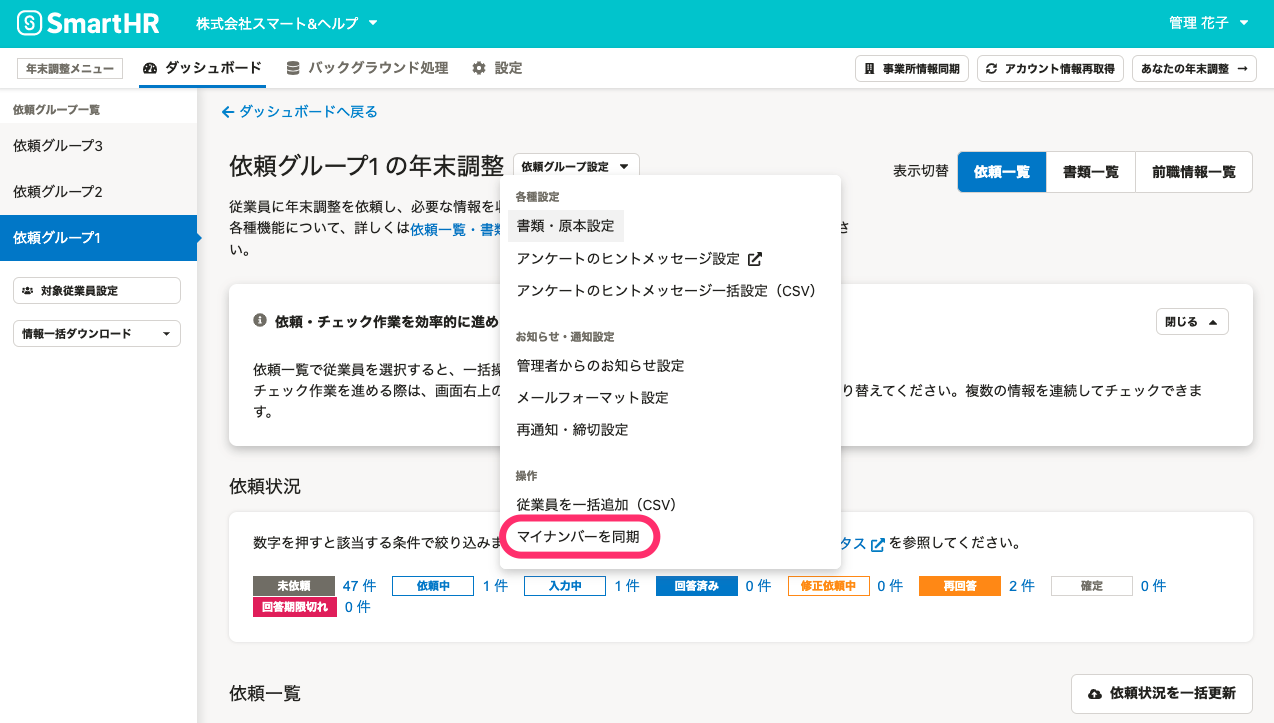 SmartHR 株式会社スマート&ヘルプ 管理 花子
年末調整メニュー ダッシュボード バックグラウンド処理 設定 事業所情報同期 アカウント情報再取得 あなたの年末調整 →
依頼グループ一覧
依頼グループ3
依頼グループ2
依頼グループ1
対象従業員設定
情報一括ダウンロード
← ダッシュボードへ戻る
依頼グループ1 の年末調整 依頼グループ設定
表示切替 依頼一覧 書類一覧 前職情報一覧
従業員に年末調整を依頼し、必要な情報を
各種機能について、詳しくは依頼一覧・書 さ
い。
各種設定
書類・原本設定
アンケートのヒントメッセージ設定
アンケートのヒントメッセージ一括設定（CSV）
お知らせ・通知設定
管理者からのお知らせ設定
メールフォーマット設定
再通知・締切設定
操作
従業員を一括追加（CSV）
マイナンバーを同期
依頼・チェック作業を効率的に進め 閉じる
依頼一覧で従業員を選択すると、一括
チェック作業を進める際は、画面右上の り替えてください。複数の情報を連続してチェックできま
す。
依頼状況
数字を押すと該当する条件で絞り込みま タス を参照してください。
未依頼 47 件 依頼中 1 件 入力中 1 件 回答済み 0 件 修正依頼中 0 件 再回答 2 件 確定 0 件
回答期限切れ 0 件
依頼一覧 依頼状況を一括更新